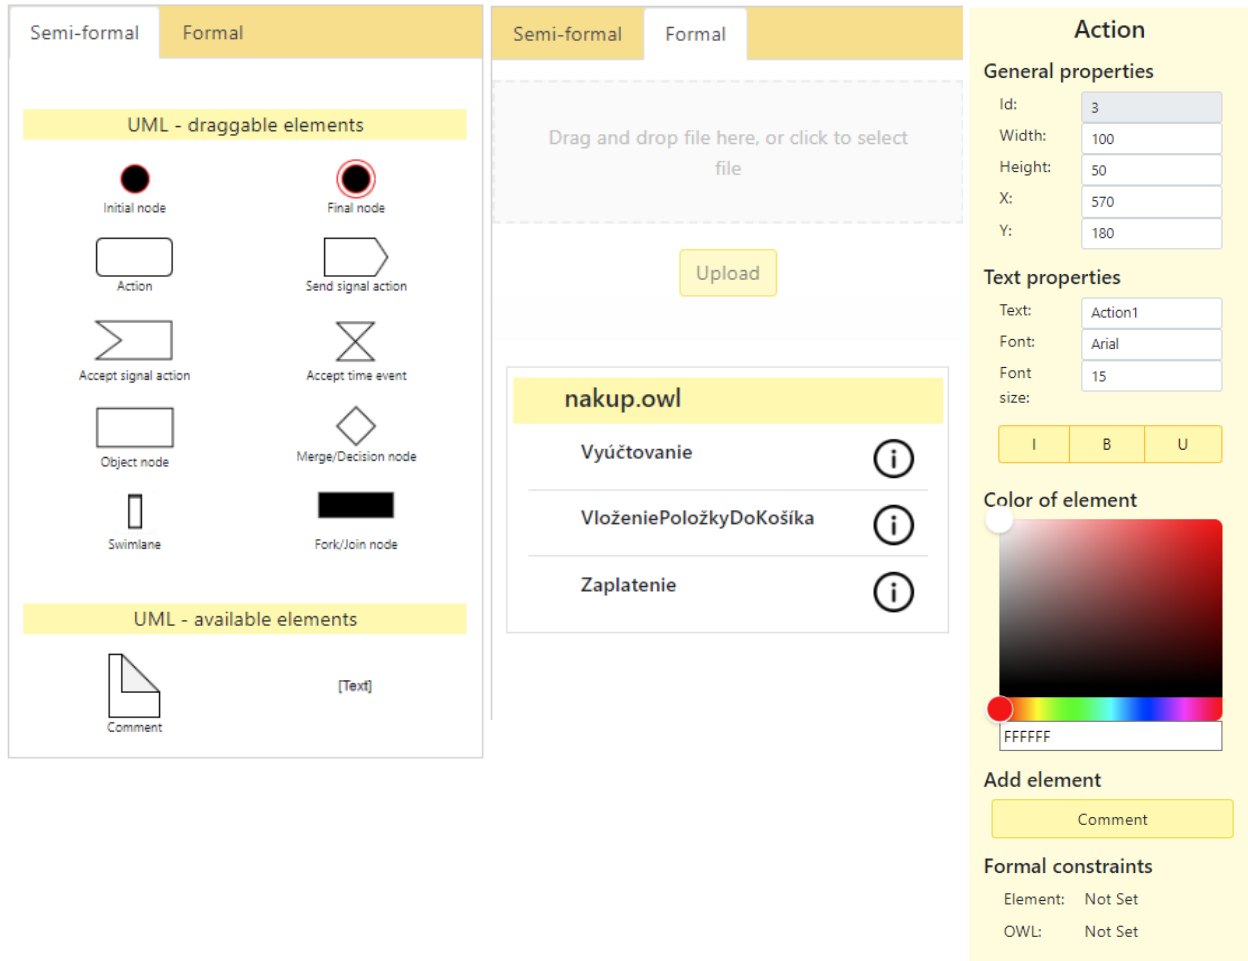 Semi-formal
Formal
UML - draggable elements
Initial node
Final node
Action
Send signal action
Accept signal action
Accept time event
Object node
Merge/Decision node
Swimlane
Fork/Join node
UML - available elements
[Text]
Comment
Semi-formal
Formal
Drag and drop file here, or click to select
file
Upload
nakup.owl
Vyúčtovanie
VloženiePoložkyDoKošíka
Zaplatenie
Action
General properties
Id: 3
Width: 100
Height: 50
X: 570
Y: 180
Text properties
Text: Action1
Font: Arial
Font
size: 15
I B U
Color of element
FFFFFF
Add element
Comment
Formal constraints
Element: Not Set
OWL: Not Set